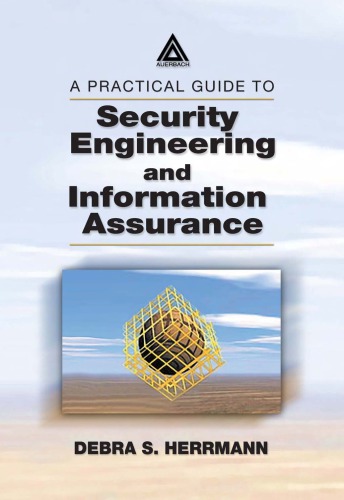 AUERBACH
A PRACTICAL GUIDE TO
Security
Engineering
and
Information
Assurance
DEBRA S. HERRMANN